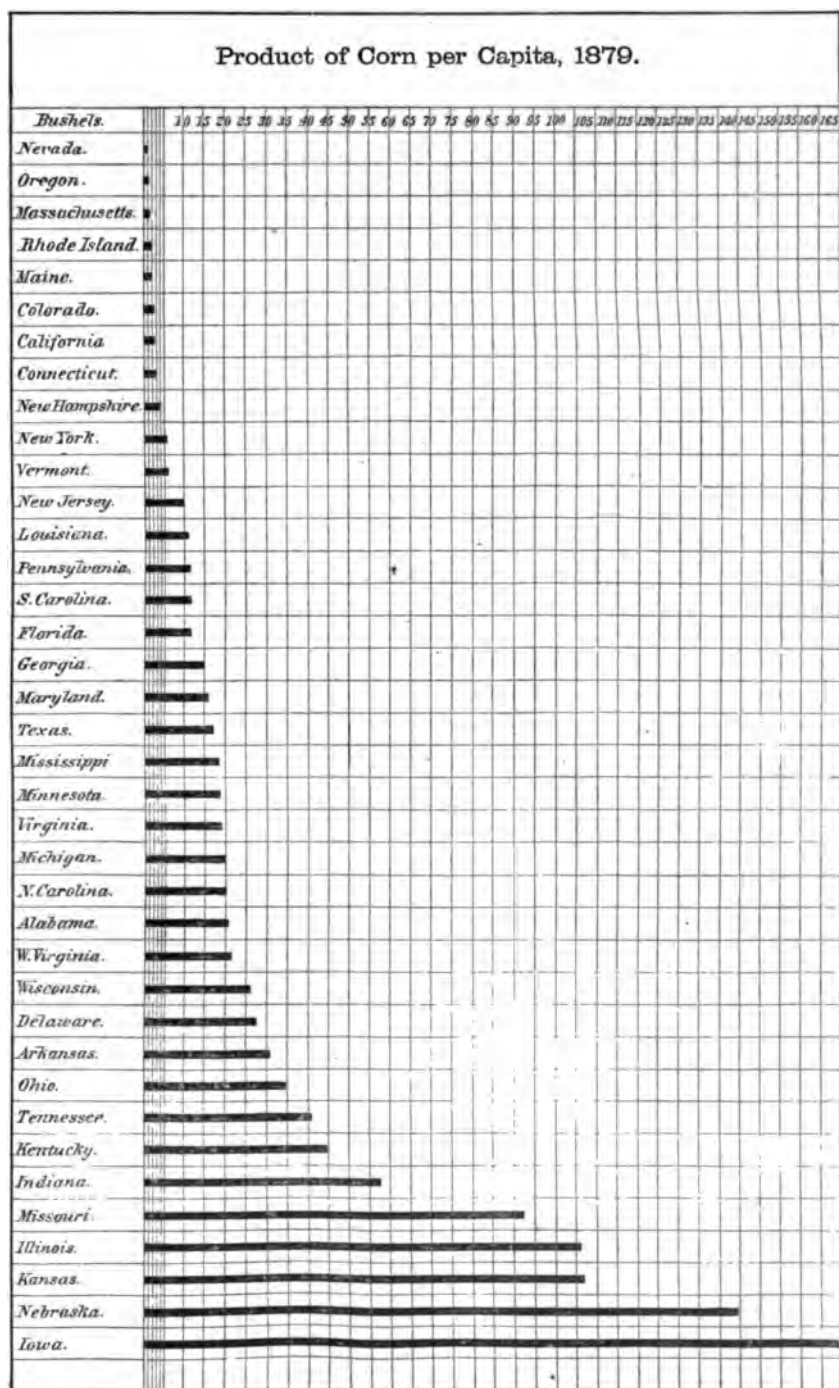 Product of Corn per Capita, 1879.
Bushels. 10 15 20 25 30 35 40 45 50 55 60 65 70 75 80 85 90 95 100 105 110 115 120 125 130 135 140 145 150 155 160 165
Nevada.
Oregon.
Massachusetts.
Rhode Island.
Maine.
Colorado.
California
Connecticut.
New Hampshire.
New York.
Vermont.
New Jersey.
Louisiana.
Pennsylvania.
S. Carolina.
Florida.
Georgia.
Maryland.
Texas.
Mississippi
Minnesota.
Virginia.
Michigan.
N. Carolina.
Alabama.
W. Virginia.
Wisconsin.
Delaware.
Arkansas.
Ohio.
Tennessee.
Kentucky.
Indiana.
Missouri.
Illinois.
Kansas.
Nebraska.
Iowa.